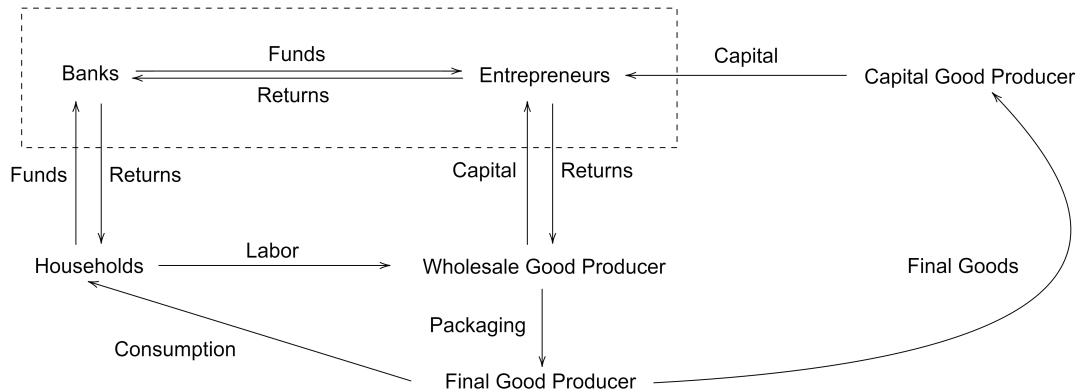 Funds
Banks
Entrepreneurs
Returns
Capital
Capital Good Producer
Funds
Returns
Capital
Returns
Households
Labor
Wholesale Good Producer
Final Goods
Packaging
Consumption
Final Good Producer